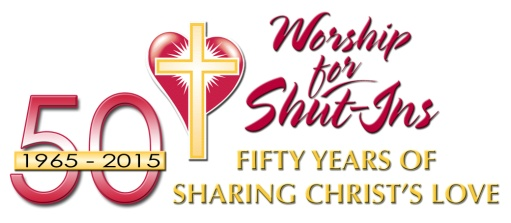 Worship
for
Shut-Ins
50
1965 - 2015
FIFTY YEARS OF
SHARING CHRIST'S LOVE